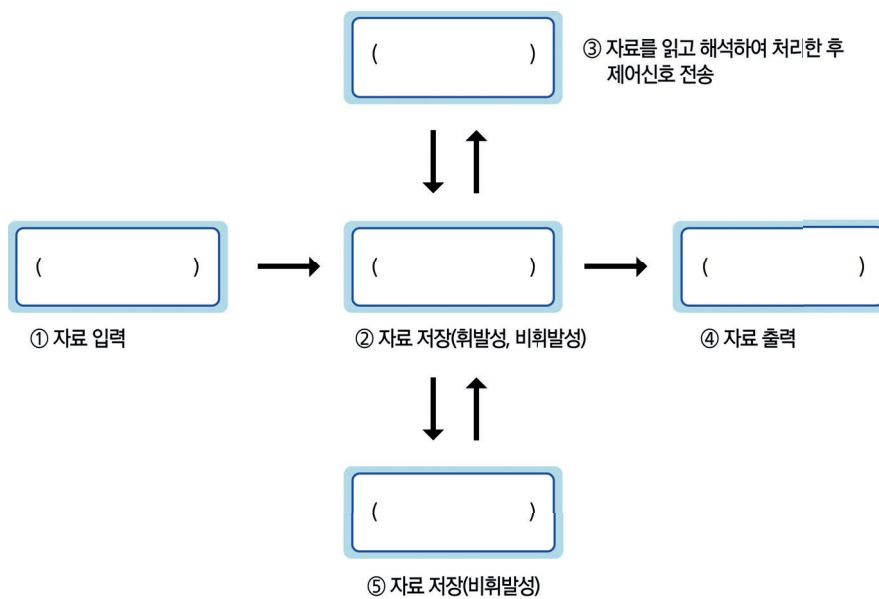 ( )
③ 자료를 읽고 해석하여 처리한 후
제어신호 전송
( )
( )
( )
① 자료 입력
② 자료 저장(휘발성, 비휘발성)
④ 자료 출력
( )
⑤ 자료 저장(비휘발성)